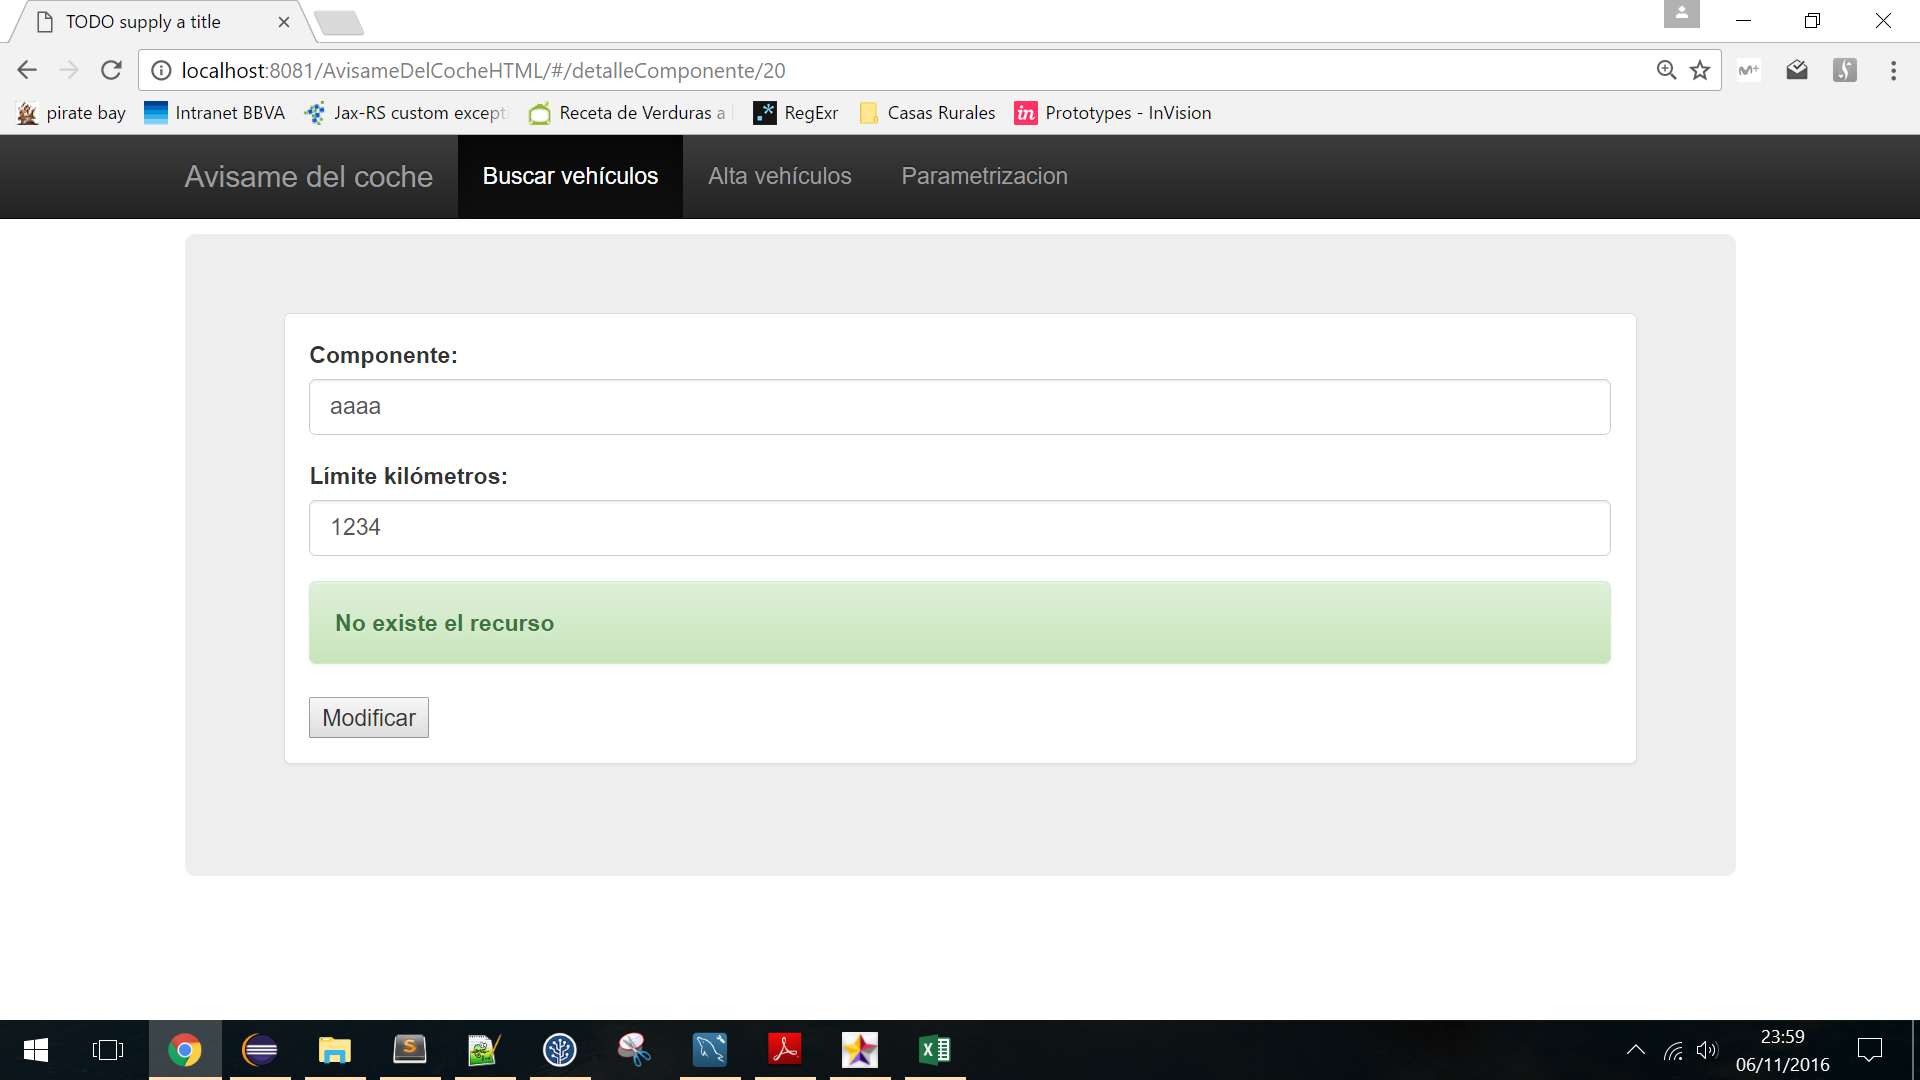 TODO supply a title
localhost:8081/AvisameDelCocheHTML/#/detalleComponente/20
pirate bay Intranet BBVA Jax-RS custom except Receta de Verduras a RegExr Casas Rurales in Prototypes - InVision
Avisame del coche Buscar vehículos Alta vehículos Parametrizacion
Componente:
aaaa
Límite kilómetros:
1234
No existe el recurso
Modificar
23:59
06/11/2016